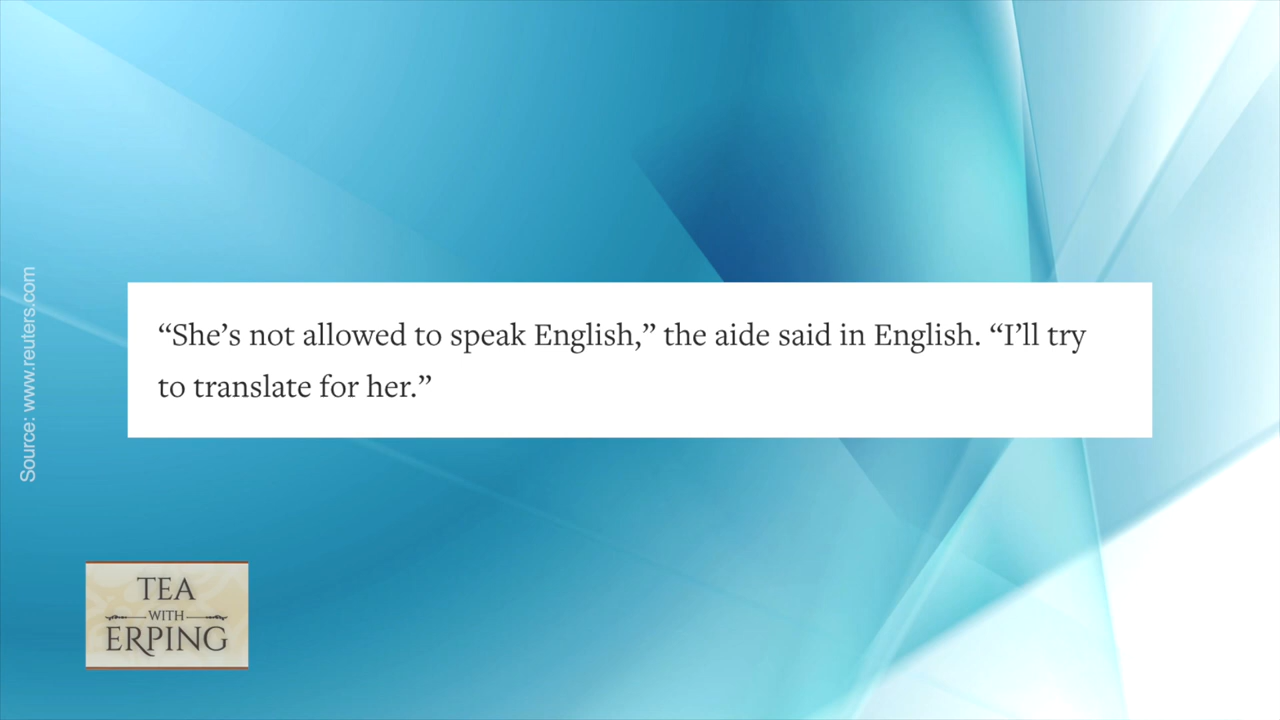 Source: www.reuters.com
“She’s not allowed to speak English,” the aide said in English. “I’ll try
to translate for her.”
TEA
WITH
ERPING